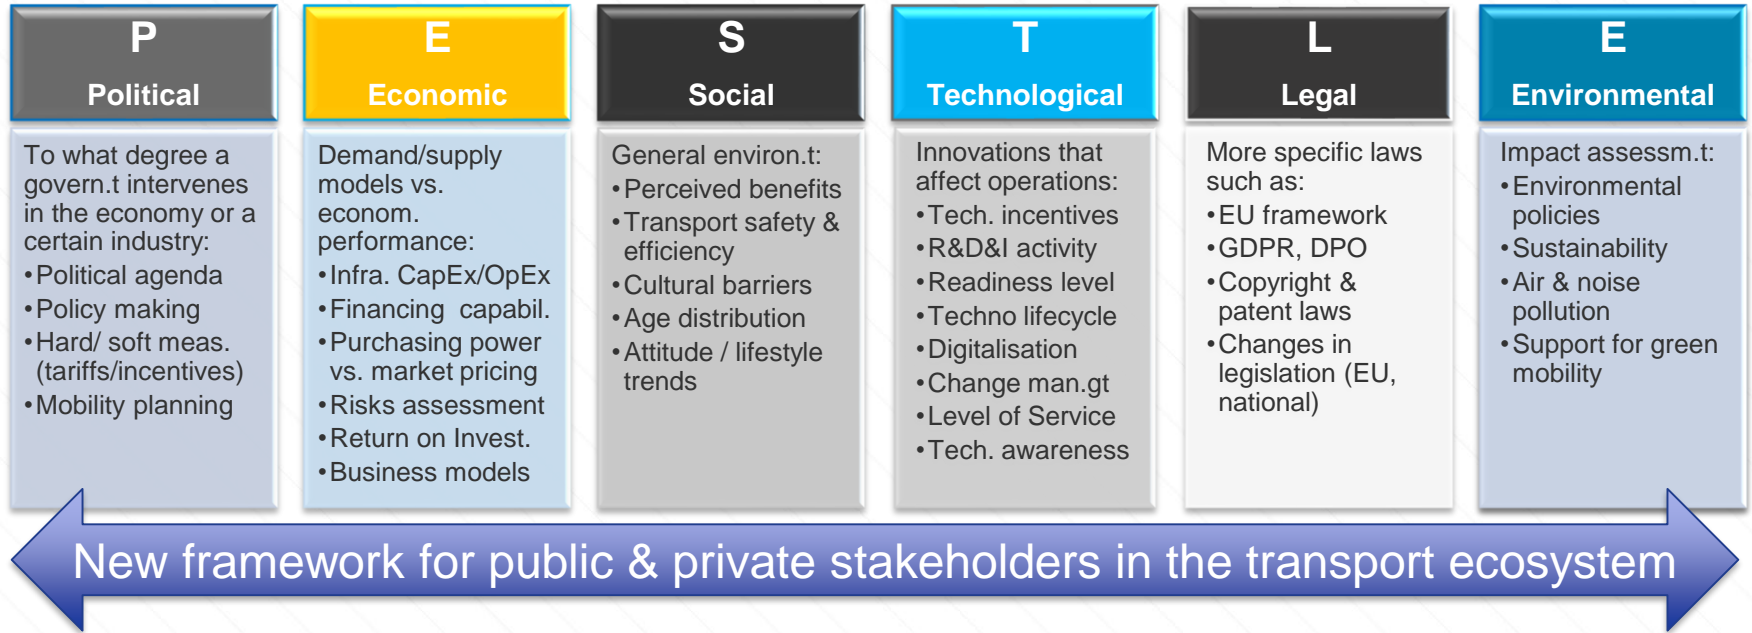 P
Political
To what degree a
govern.t intervenes
in the economy or a
certain industry:
•Political agenda
•Policy making
•Hard/ soft meas.
(tariffs/incentives)
•Mobility planning
E
Economic
Demand/supply
models vs.
econom.
performance:
•Infra. CapEx/OpEx
•Financing capabil.
•Purchasing power
vs. market pricing
•Risks assessment
•Return on Invest.
•Business models
S
Social
General environ.t:
•Perceived benefits
•Transport safety &
efficiency
•Cultural barriers
•Age distribution
•Attitude / lifestyle
trends
T
Technological
Innovations that
affect operations:
•Tech. incentives
•R&D&I activity
•Readiness level
•Techno lifecycle
•Digitalisation
•Change man.gt
•Level of Service
•Tech. awareness
L
Legal
More specific laws
such as:
•EU framework
•GDPR, DPO
•Copyright &
patent laws
•Changes in
legislation (EU,
national)
E
Environmental
Impact assessm.t:
•Environmental
policies
•Sustainability
•Air & noise
pollution
•Support for green
mobility
New framework for public & private stakeholders in the transport ecosystem